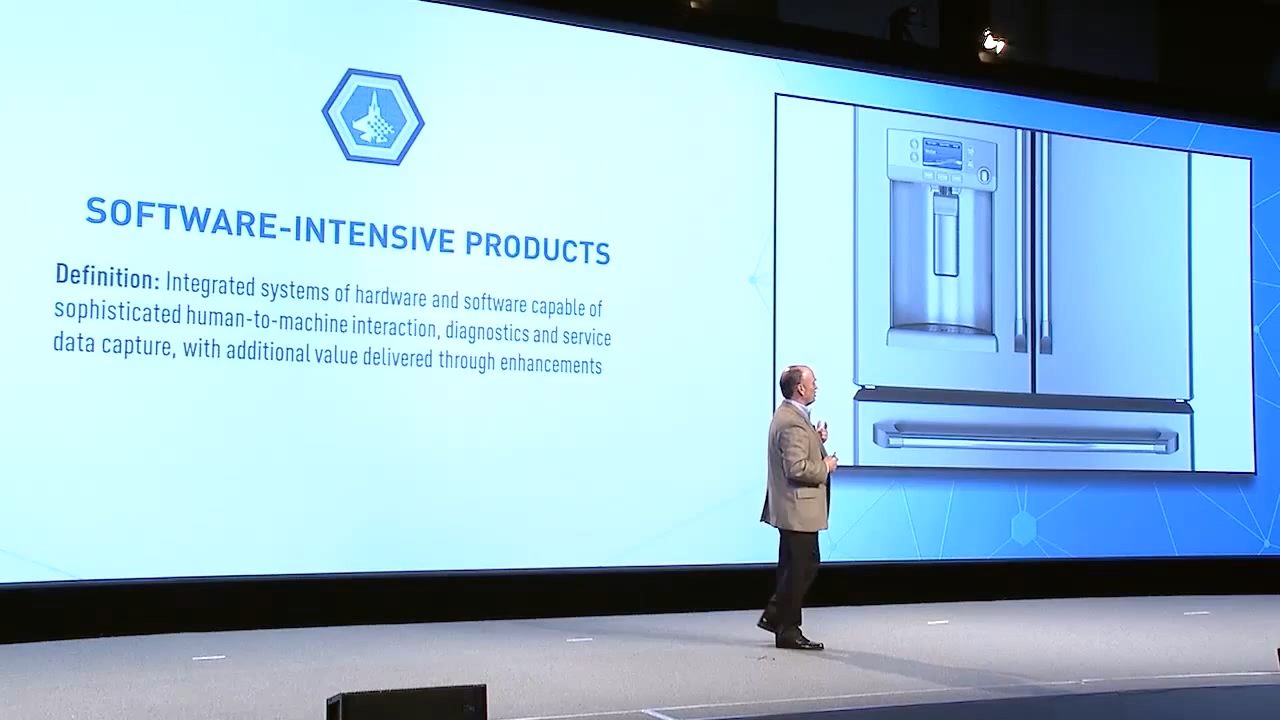 SOFTWARE-INTENSIVE PRODUCTS
Definition: Integrated systems of hardware and software capable of
sophisticated human-to-machine interaction, diagnostics and service
data capture, with additional value delivered through enhancements